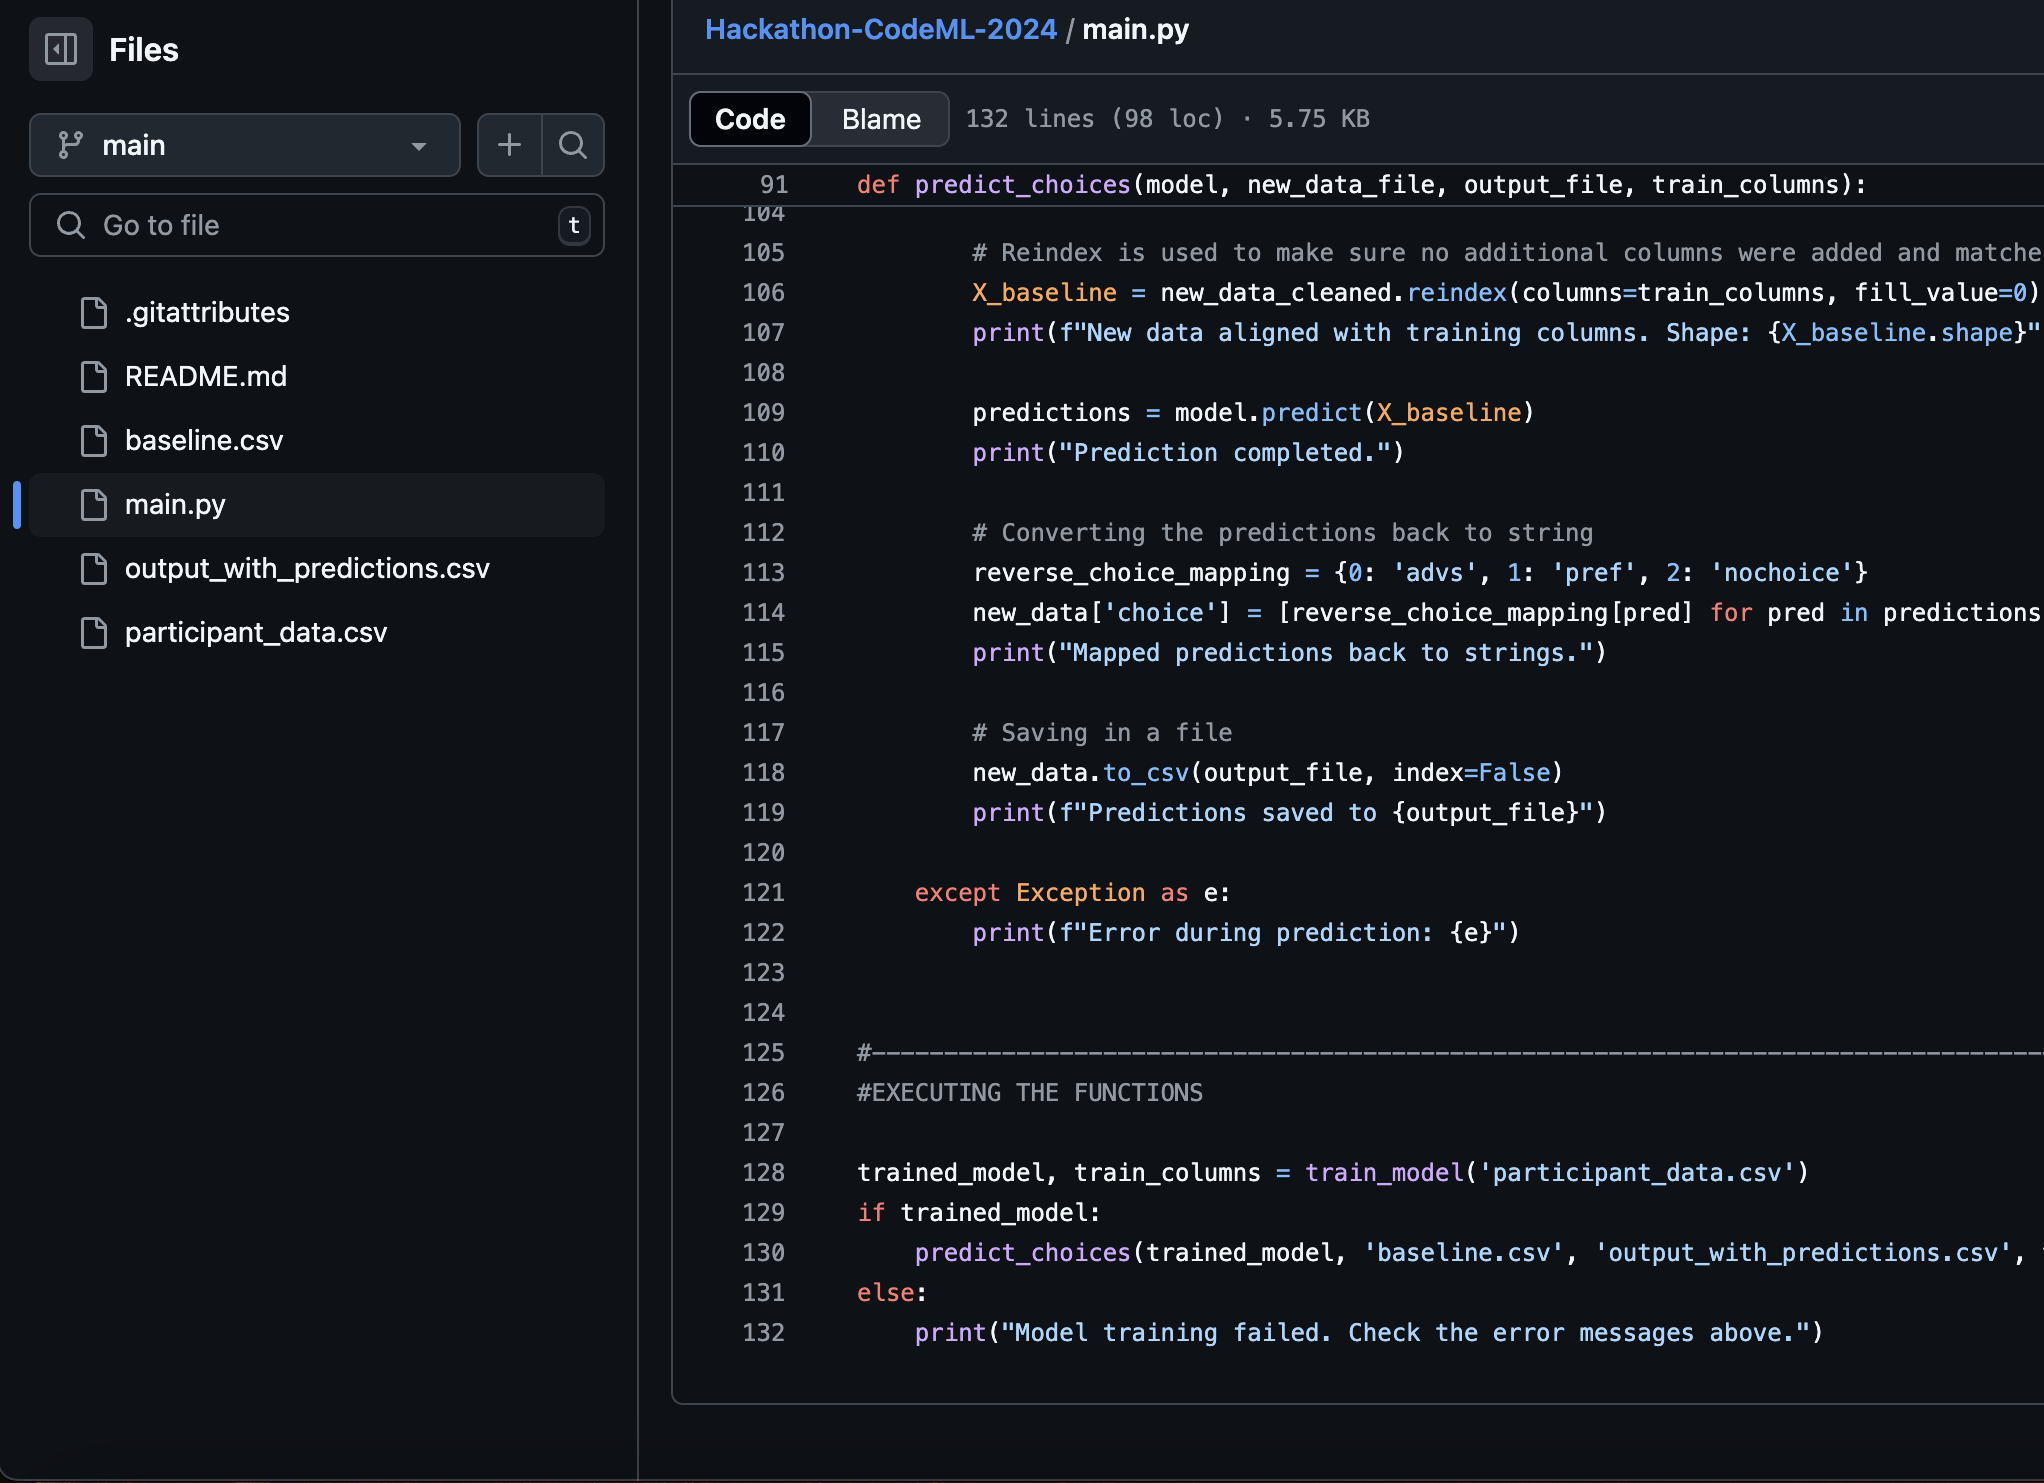 Files
main
Go to file
t
.gitattributes
README.md
baseline.csv
main.py
output_with_predictions.csv
participant_data.csv
Hackathon-CodeML-2024 / main.py
Code Blame 132 lines (98 loc) · 5.75 KB
91 def predict_choices(model, new_data_file, output_file, train_columns):
104
105 # Reindex is used to make sure no additional columns were added and matche
106 X_baseline = new_data_cleaned.reindex(columns=train_columns, fill_value=0)
107 print(f"New data aligned with training columns. Shape: {X_baseline.shape}"
108
109 predictions = model.predict(X_baseline)
110 print("Prediction completed.")
111
112 # Converting the predictions back to string
113 reverse_choice_mapping = {0: 'advs', 1: 'pref', 2: 'nochoice'}
114 new_data['choice'] = [reverse_choice_mapping[pred] for pred in predictions
115 print("Mapped predictions back to strings.")
116
117 # Saving in a file
118 new_data.to_csv(output_file, index=False)
119 print(f"Predictions saved to {output_file}")
120
121 except Exception as e:
122 print(f"Error during prediction: {e}")
123
124
125 #---------------------------------------------------------------------------------
126 #EXECUTING THE FUNCTIONS
127
128 trained_model, train_columns = train_model('participant_data.csv')
129 if trained_model:
130 predict_choices(trained_model, 'baseline.csv', 'output_with_predictions.csv',
131 else:
132 print("Model training failed. Check the error messages above.")